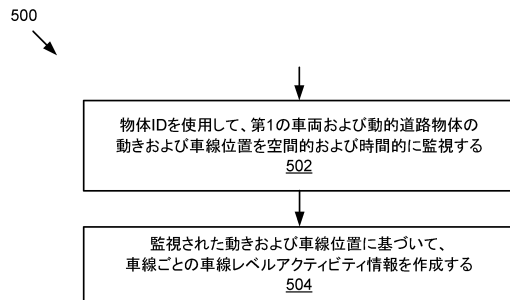 500
物体IDを使用して、第1の車両および動的道路物体の
動きおよび車線位置を空間的および時間的に監視する
502
監視された動きおよび車線位置に基づいて、
車線ごとの車線レベルアクティビティ情報を作成する
504